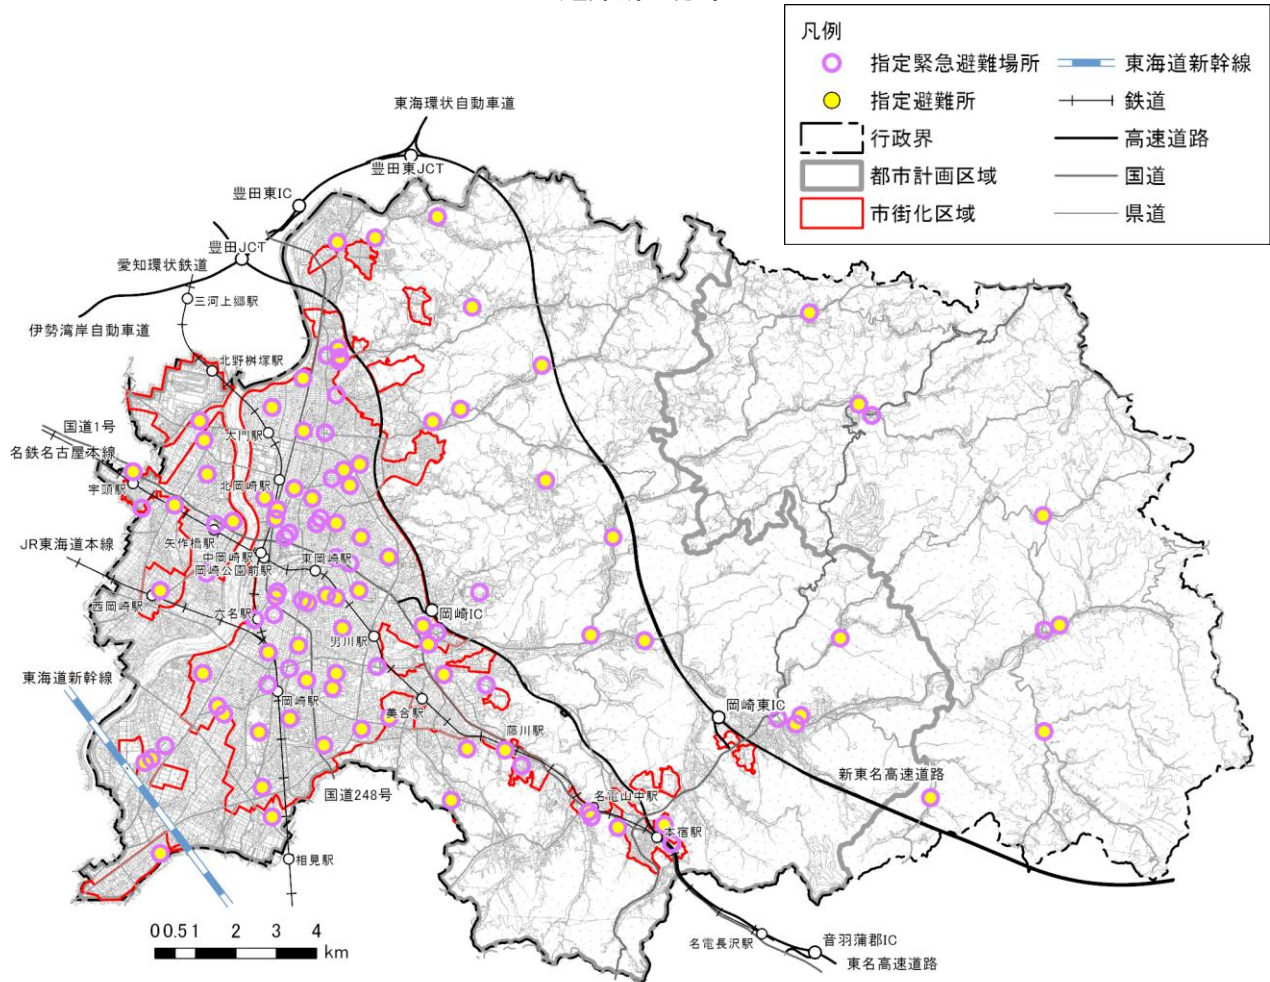 凡例
指定緊急避難場所
指定避難所
行政界
都市計画区域
市街化区域
東海道新幹線
鉄道
高速道路
国道
県道
東海環状自動車道
豊田東JCT
豊田東IC
豊田JCT
愛知環状鉄道
三河上郷駅
伊勢湾岸自動車道
北野桝塚駅
国道1号
大門駅
名鉄名古屋本線
宇頭駅
北岡崎駅
JR東海道本線
矢作橋駅
中岡崎駅
岡崎公園前駅
東岡崎駅
西岡崎駅
六名駅
岡崎IC
男川駅
東海道新幹線
岡崎駅
美合駅
藤川駅
岡崎東IC
新東名高速道路
国道248号
名電山中駅
本宿駅
相見駅
0 0.5 1 2 3 4
km
名電長沢駅
音羽蒲郡IC
東名高速道路